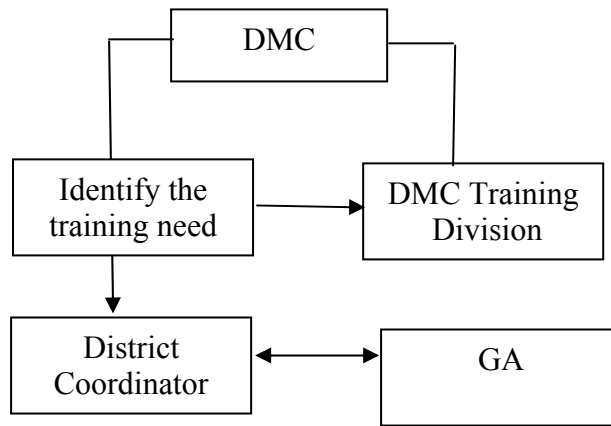 DMC
Identify the
training need
DMC Training
Division
District
Coordinator
GA